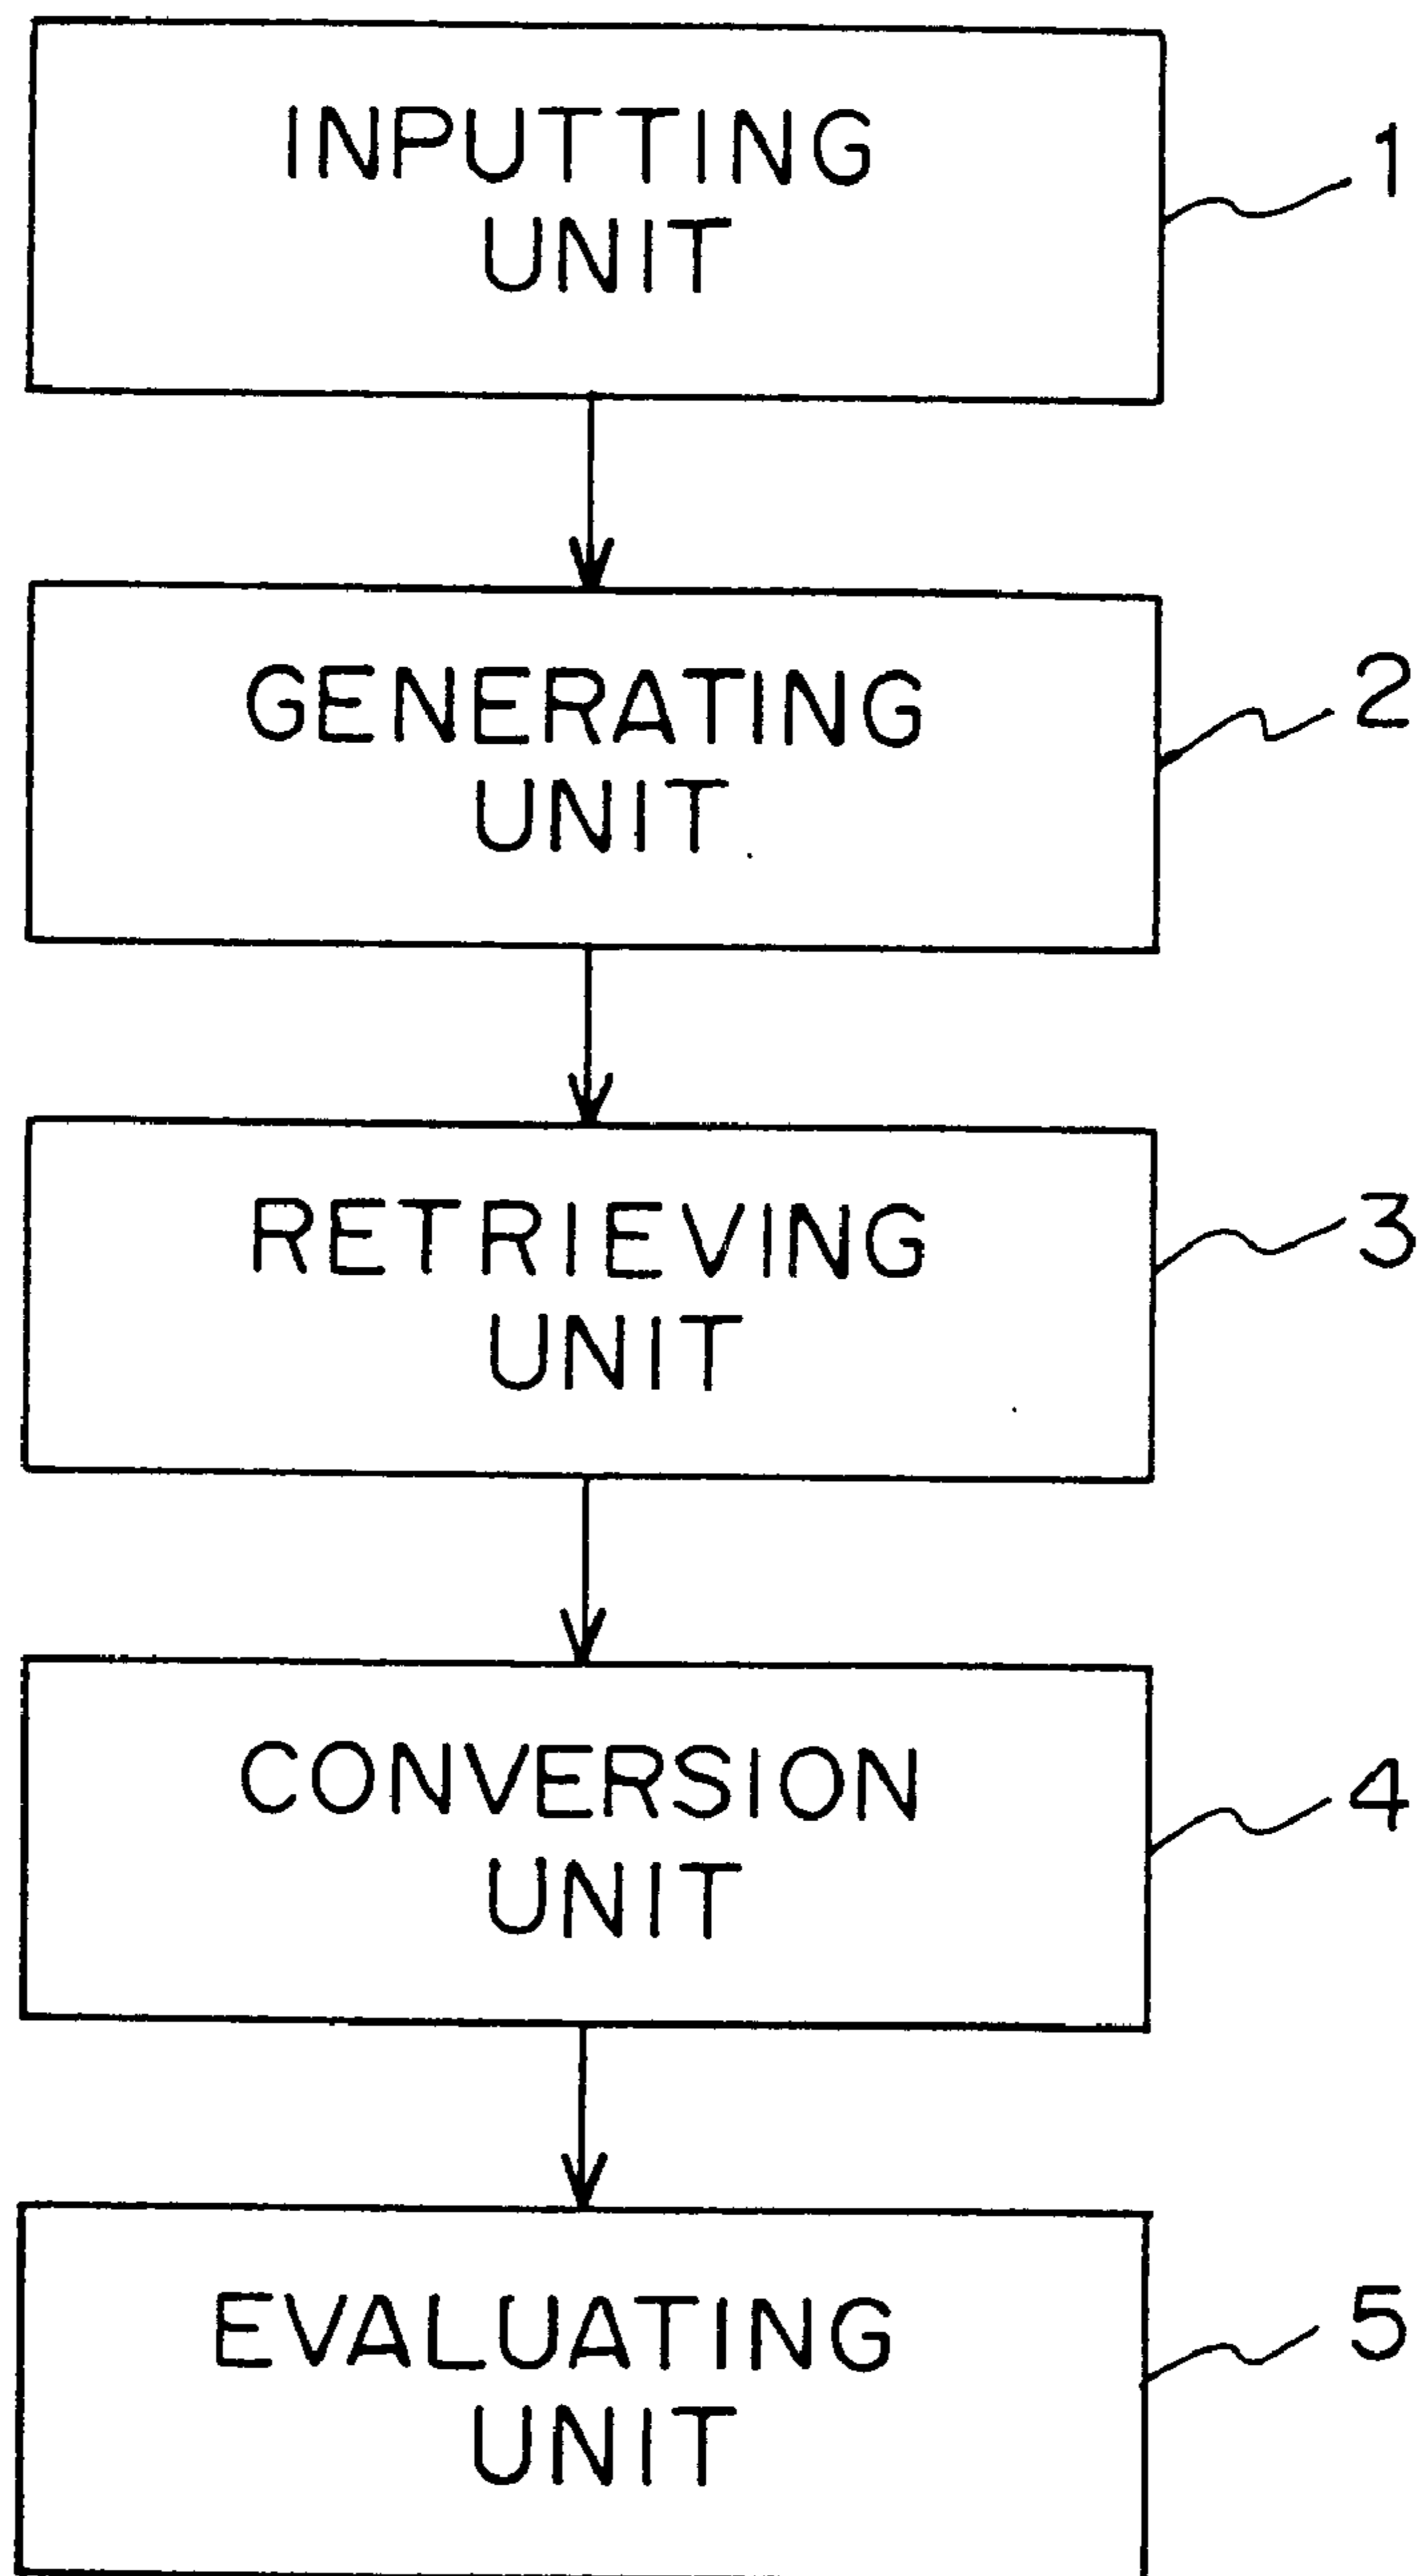 INPUTTING
UNIT
1
GENERATING
UNIT
2
RETRIEVING
UNIT
3
CONVERSION
UNIT
4
EVALUATING
UNIT
5